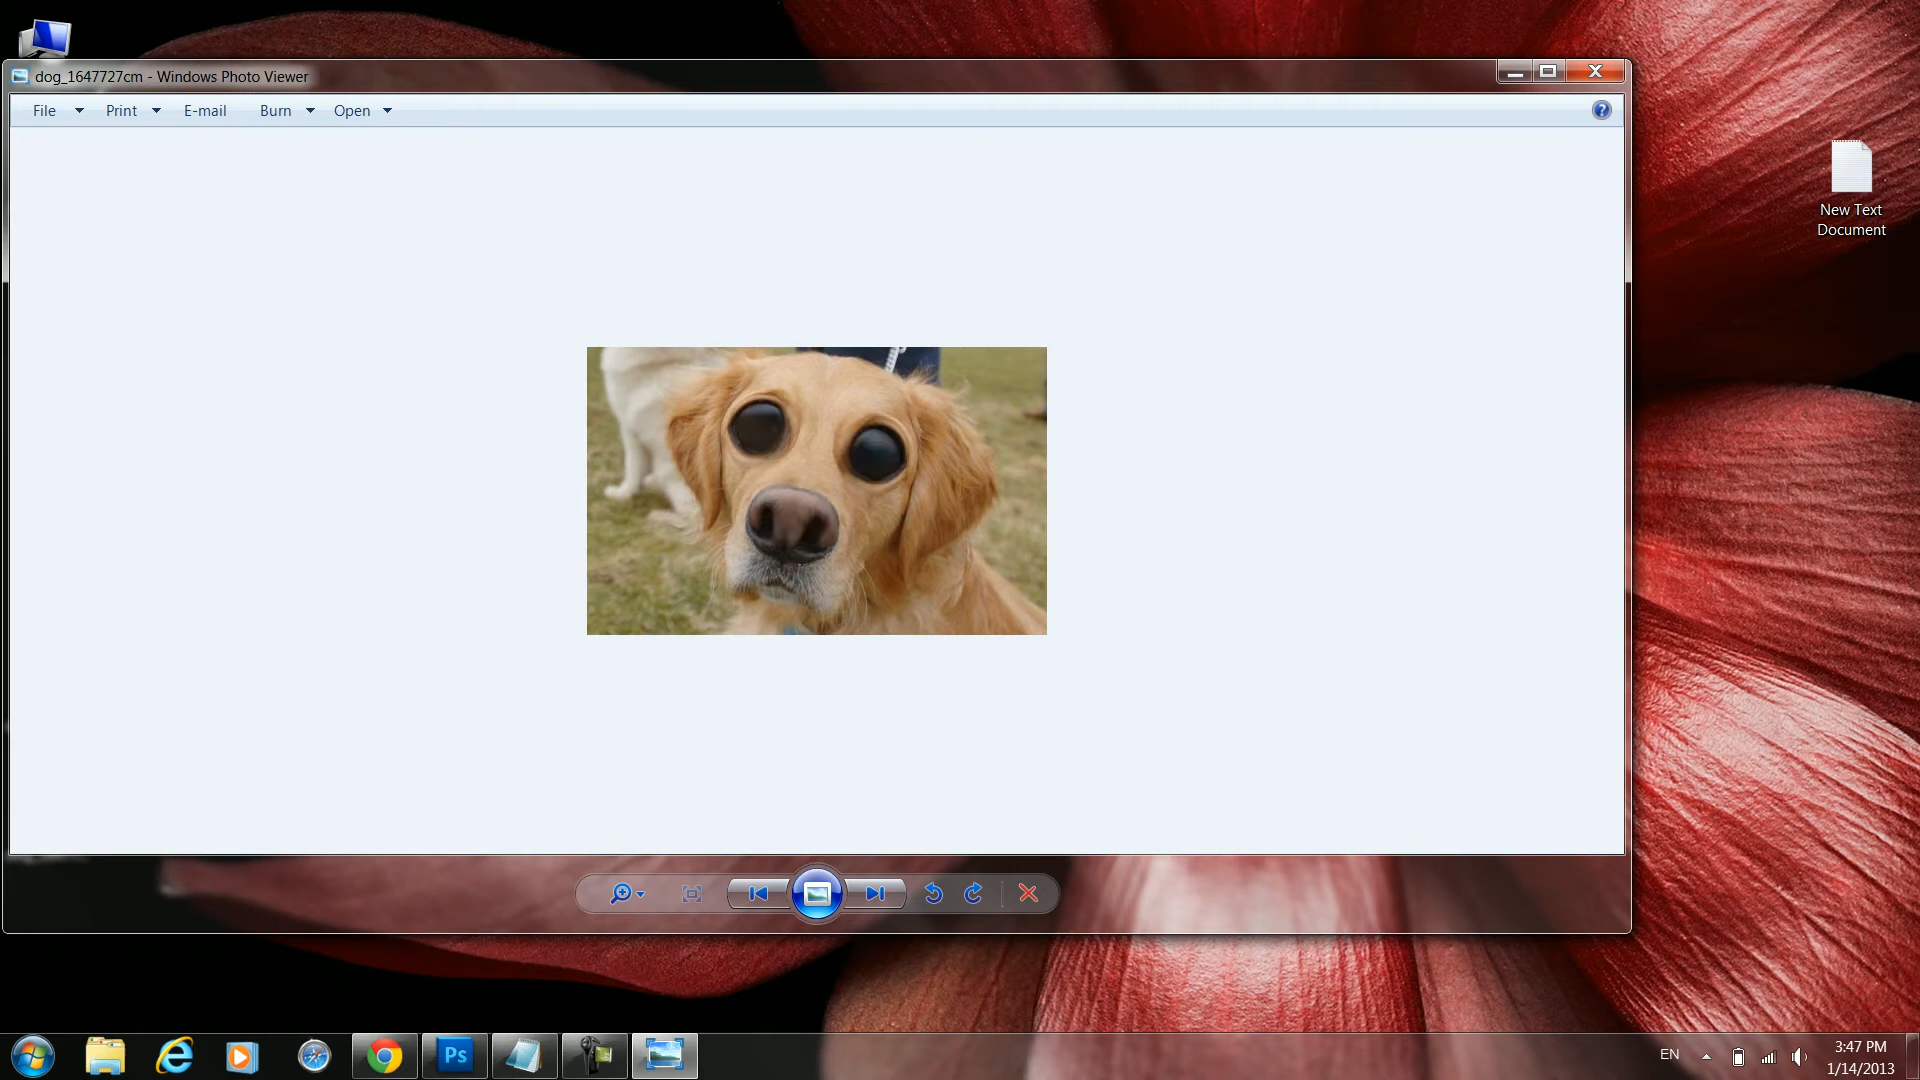 dog_1647727cm - Windows Photo Viewer
File Print E-mail Burn Open
New Text
Document
Ps
EN
3:47 PM
1/14/2013